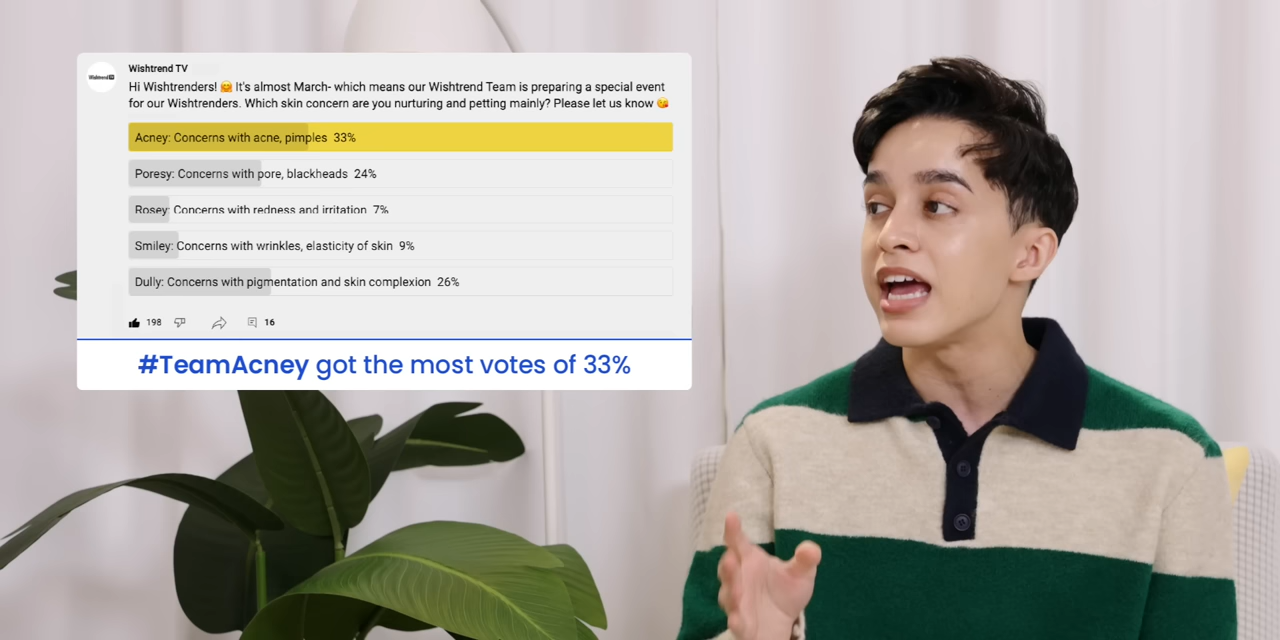 Wishtrend TV
Wishtrend TV
Hi Wishtrenders! 🤗 It's almost March- which means our Wishtrend Team is preparing a special event
for our Wishtrenders. Which skin concern are you nurturing and petting mainly? Please let us know 😘
Acney: Concerns with acne, pimples 33%
Poresy: Concerns with pore, blackheads 24%
Rosey: Concerns with redness and irritation 7%
Smiley: Concerns with wrinkles, elasticity of skin 9%
Dully: Concerns with pigmentation and skin complexion 26%
198 16
#TeamAcney got the most votes of 33%